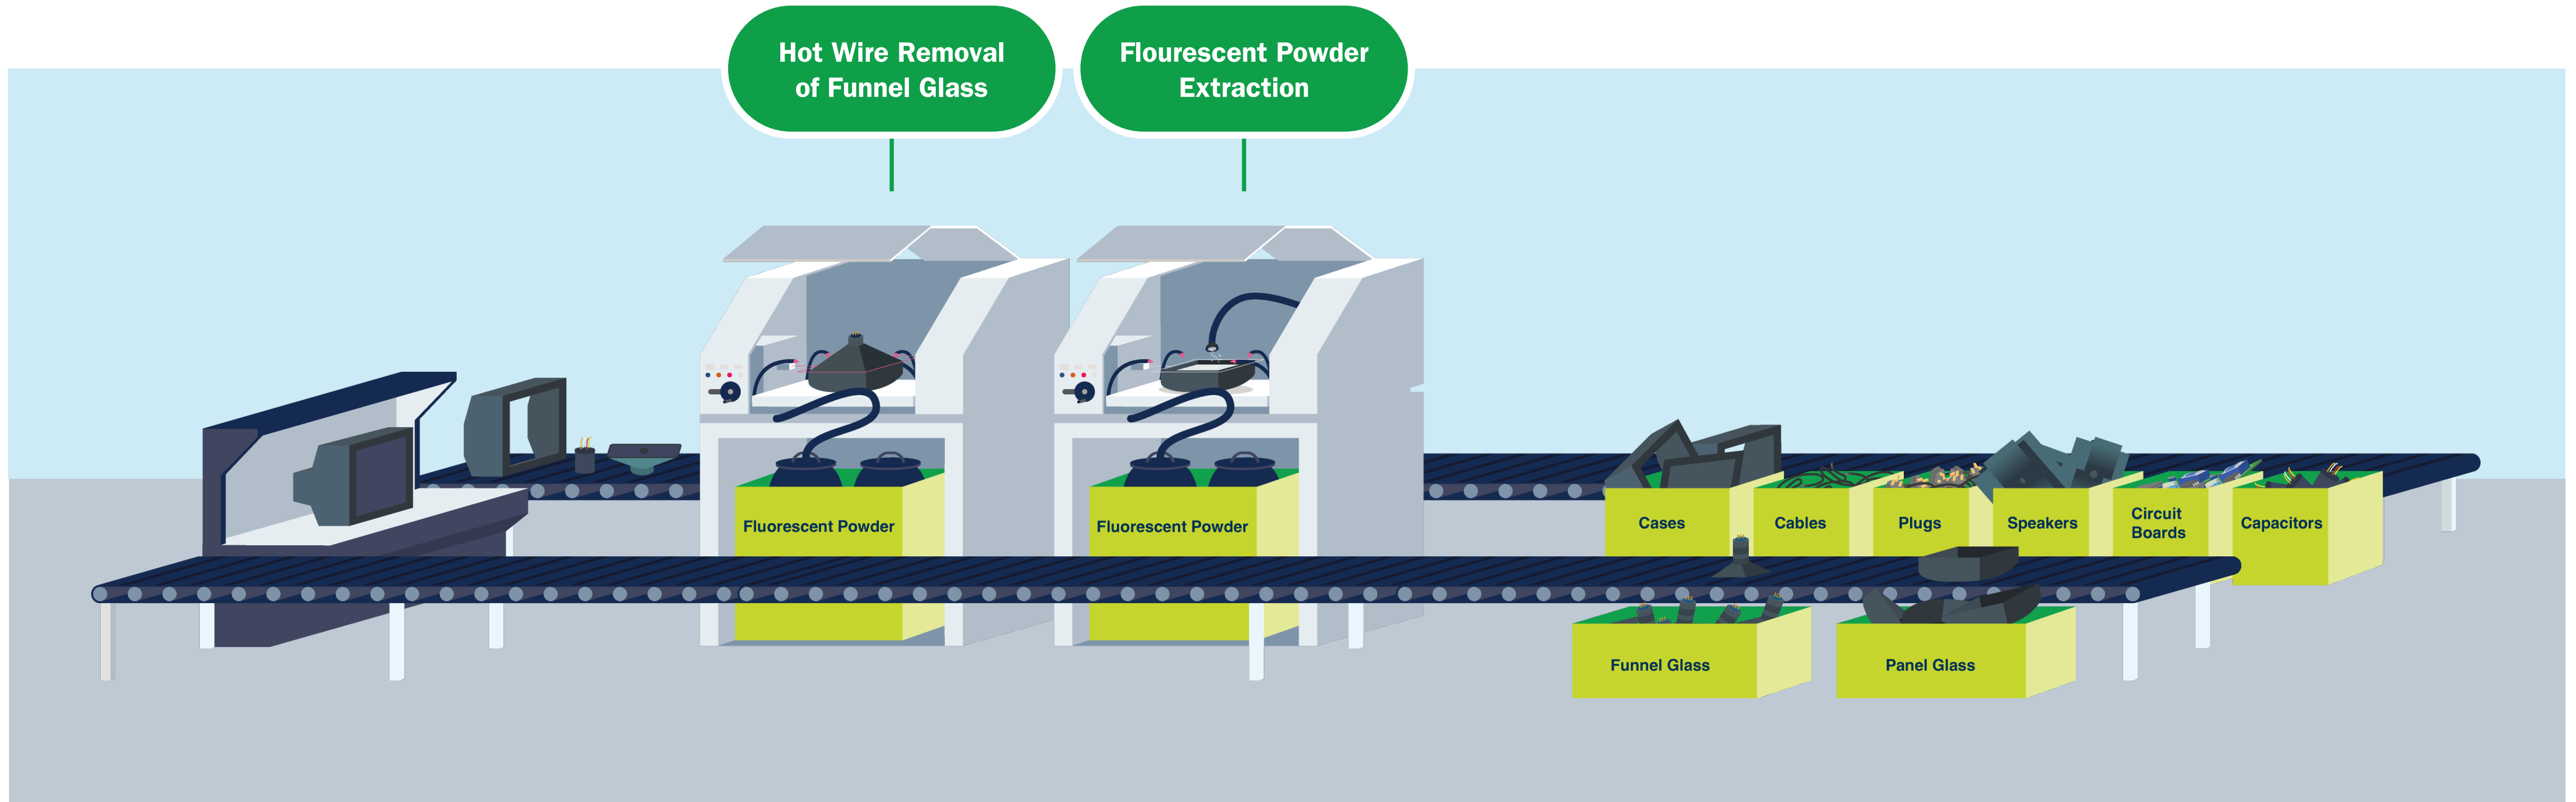 Hot Wire Removal
of Funnel Glass
Flourescent Powder
Extraction
Fluorescent Powder
Fluorescent Powder
Cases
Cables
Plugs
Speakers
Circuit
Boards
Capacitors
Funnel Glass
Panel Glass